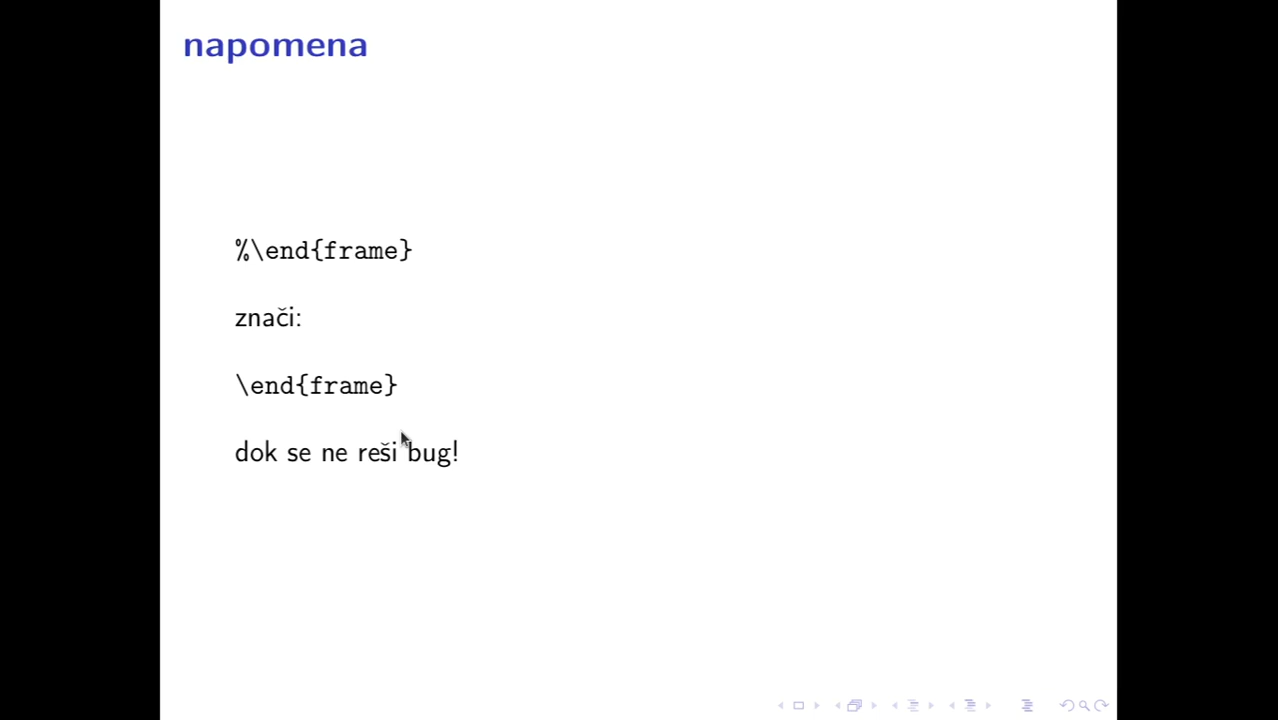 napomena
%\end{frame}
znači:
\end{frame}
dok se ne reši bug!